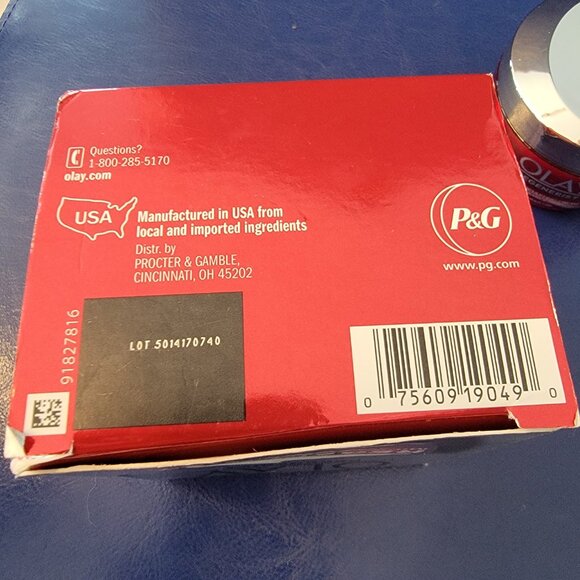 Questions?
1-800-285-5170
olay.com
USA
Manufactured in USA from
local and imported ingredients
Distr. by
PROCTER & GAMBLE,
CINCINNATI, OH 45202
P&G
www.pg.com
91827816
LOT 5014170740
0 75609 19049 0
OLA